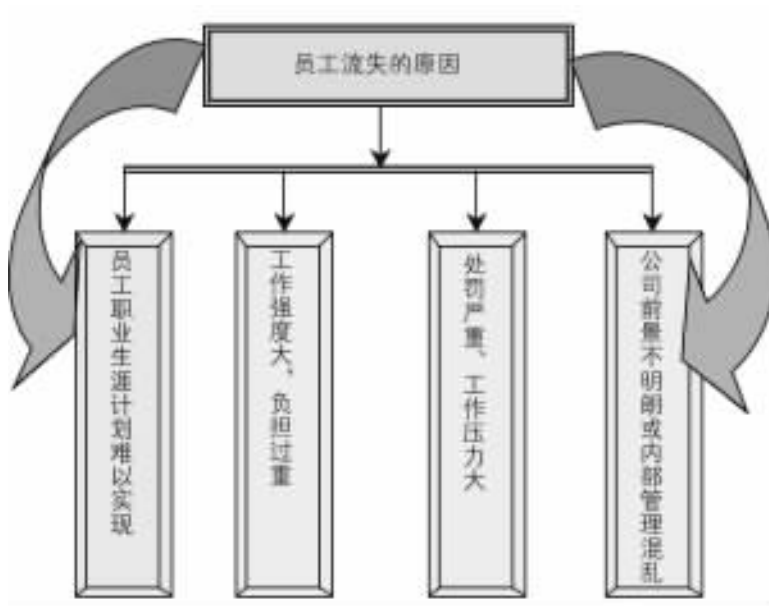 员工流失的原因
员工职业生涯计划难以实现
工作强度大、负担过重
处罚严重、工作压力大
公司前景不明朗或内部管理混乱